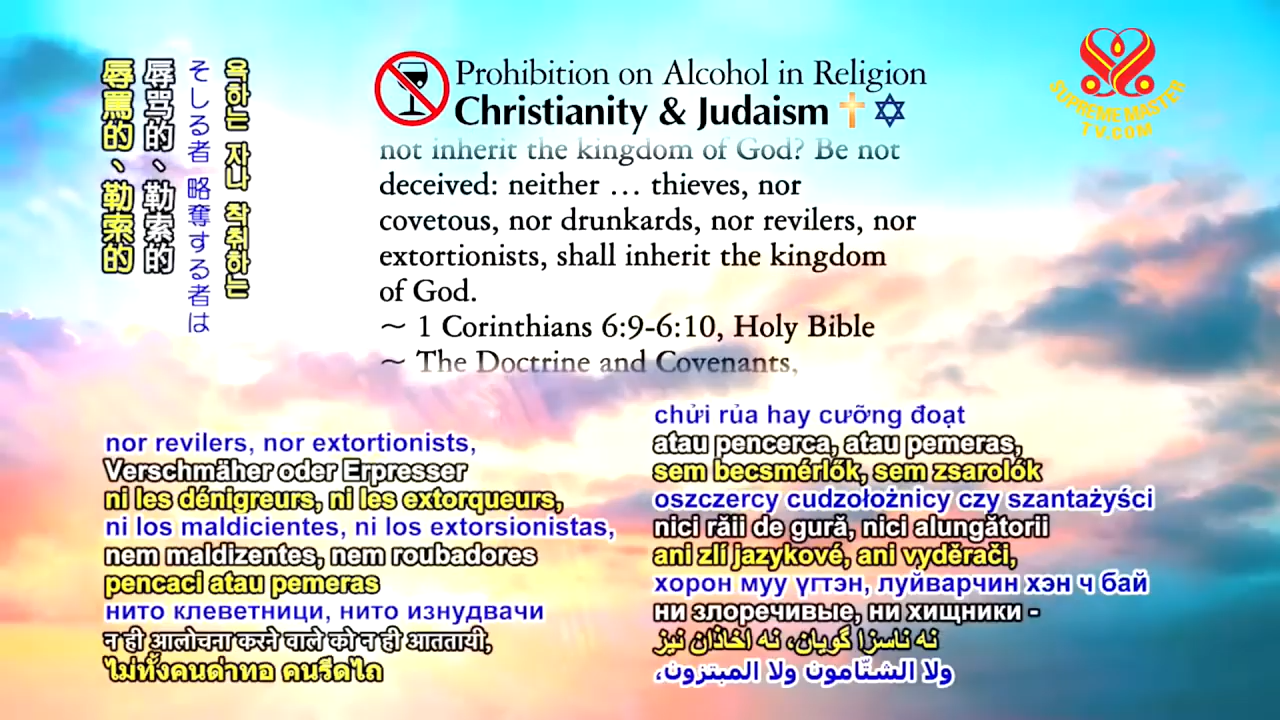 Prohibition on Alcohol in Religion
Christianity & Judaism
not inherit the kingdom of God? Be not
deceived: neither … thieves, nor
covetous, nor drunkards, nor revilers, nor
extortionists, shall inherit the kingdom
of God.
~ 1 Corinthians 6:9-6:10, Holy Bible
~ The Doctrine and Covenants,
SUPREME MASTER
TV.COM
욕하는 자나 착취하는
そしる者 略奪する者は
辱骂的、勒索的
辱罵的、勒索的
nor revilers, nor extortionists,
Verschmäher oder Erpresser
ni les dénigreurs, ni les extorqueurs,
ni los maldicientes, ni los extorsionistas,
nem maldizentes, nem roubadores
pencaci atau pemeras
нито клеветници, нито изнудвачи
न ही आलोचना करने वाले को न ही आततायी,
ไม่ทั้งคนด่าทอ คนรีดไถ
chửi rủa hay cưỡng đoạt
atau pencerca, atau pemeras,
sem becsmérlők, sem zsarolók
oszczercy cudzołożnicy czy szantażyści
nici răii de gură, nici alungătorii
ani zlí jazykové, ani vyděrači,
хорон муу үгтэн, луйварчин хэн ч бай
ни злоречивые, ни хищники -
نه ناسزا گویان، نه اخاذان نیز
ولا الشتّامون ولا المبتزون،